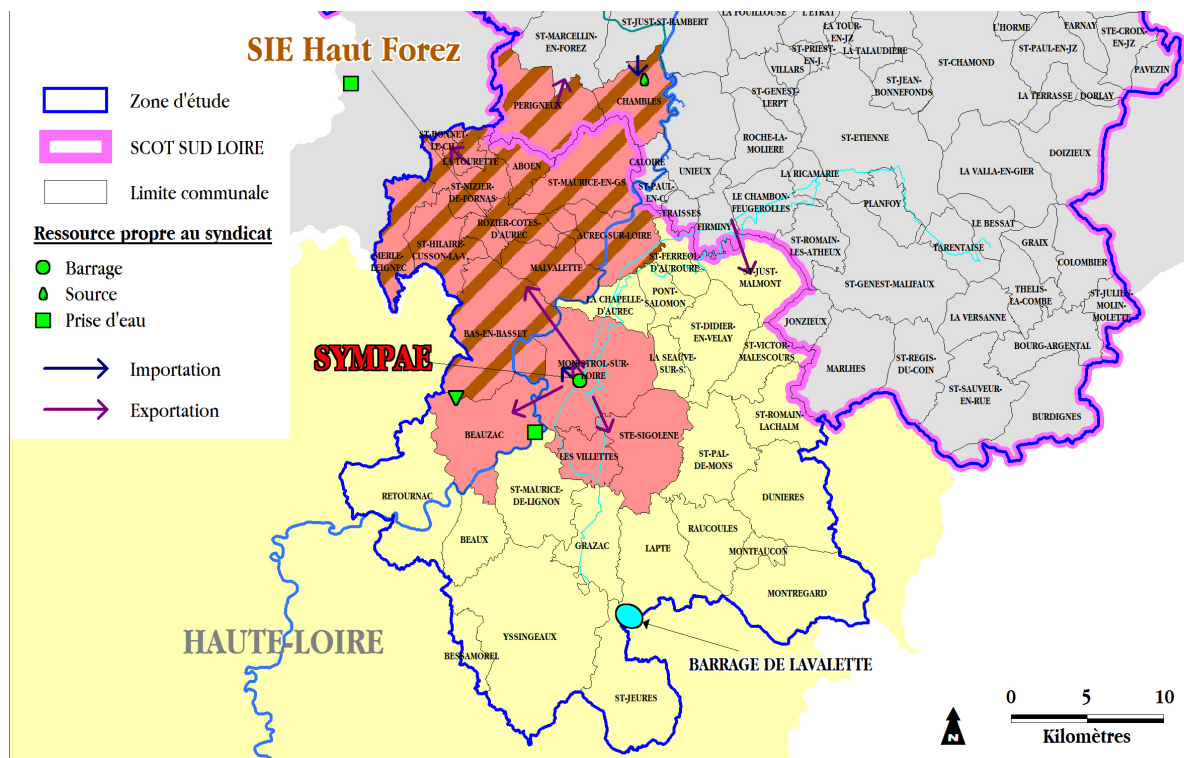 SIE Haut Forez
Zone d'étude
SCOT SUD LOIRE
Limite communale
Ressource propre au syndicat
Barrage
Source
Prise d'eau
Importation
Exportation
ST-JUST-ST-RAMBERT
LA FOUILLOUSE
L'ETRAT
ST-MARCELLIN-
EN-FOREZ
LA TOUR-
EN-JZ
L'HORME
FARNAY
STE-CROIX-
EN-JZ
ST-PRIEST-
EN-J.
LA TALAUDIERE
ST-PAUL-EN-JZ
VILLARS
ST-CHAMOND
PAVEZIN
ST-JEAN-
BONNEFONDS
ST-GENEST-
LERPT
LA TERRASSE / DORLAY
PERIGNEUX
CHAMBLES
ST-BONNET-
LE-CH.
LA TOURETTE
ABOEN
CALOIRE
ROCHE-LA-
MOLIERE
ST-ETIENNE
DOIZIEUX
UNIEUX
LA RICAMARIE
LA VALLA-EN-GIER
ST-NIZIER-
DE-FORNAS
ST-MAURICE-EN-GS
ST-PAUL-
EN-C.
LE CHAMBON-
FEUGEROLLES
PLANFOY
FRAISSES
FIRMINY
LE BESSAT
ROZIER-COTES-
D'AUREC
AUREC-SUR-LOIRE
ST-HILAIRE-
CUSSON-LA-V.
ST-ROMAIN-
LES-ATHEUX
TARENTAISE
GRAIX
COLOMBIER
MERLE-
LEIGNEC
MALVALETTE
ST-FERREOL-
D'AUROURE
ST-JUST-
MALMONT
ST-GENEST-MALIFAUX
THELIS-
LA-COMBE
ST-JULIEN-
MOLIN-
MOLETTE
LA CHAPELLE-
D'AUREC
PONT-
SALOMON
JONZIEUX
LA VERSANNE
BAS-EN-BASSET
ST-DIDIER-
EN-VELAY
ST-VICTOR-
MALESCOURS
BOURG-ARGENTAL
SYMPAE
MONISTROL-SUR-
LOIRE
LA SEAUVE-
SUR-S.
MARLHES
ST-REGIS-
DU-COIN
ST-SAUVEUR-
EN-RUE
BURDIGNES
ST-ROMAIN-
LACHALM
BEAUZAC
STE-SIGOLENE
LES VILLETTES
ST-PAL-
DE-MONS
RETOURNAC
ST-MAURICE-
DE-LIGNON
DUNIERES
RAUCOULES
BEAUX
GRAZAC
LAPTE
MONTFAUCON
MONTREGARD
YSSINGEAUX
HAUTE-LOIRE
BESSAMOREL
BARRAGE DE LAVALETTE
ST-JEURES
0 5 10
Kilomètres
N